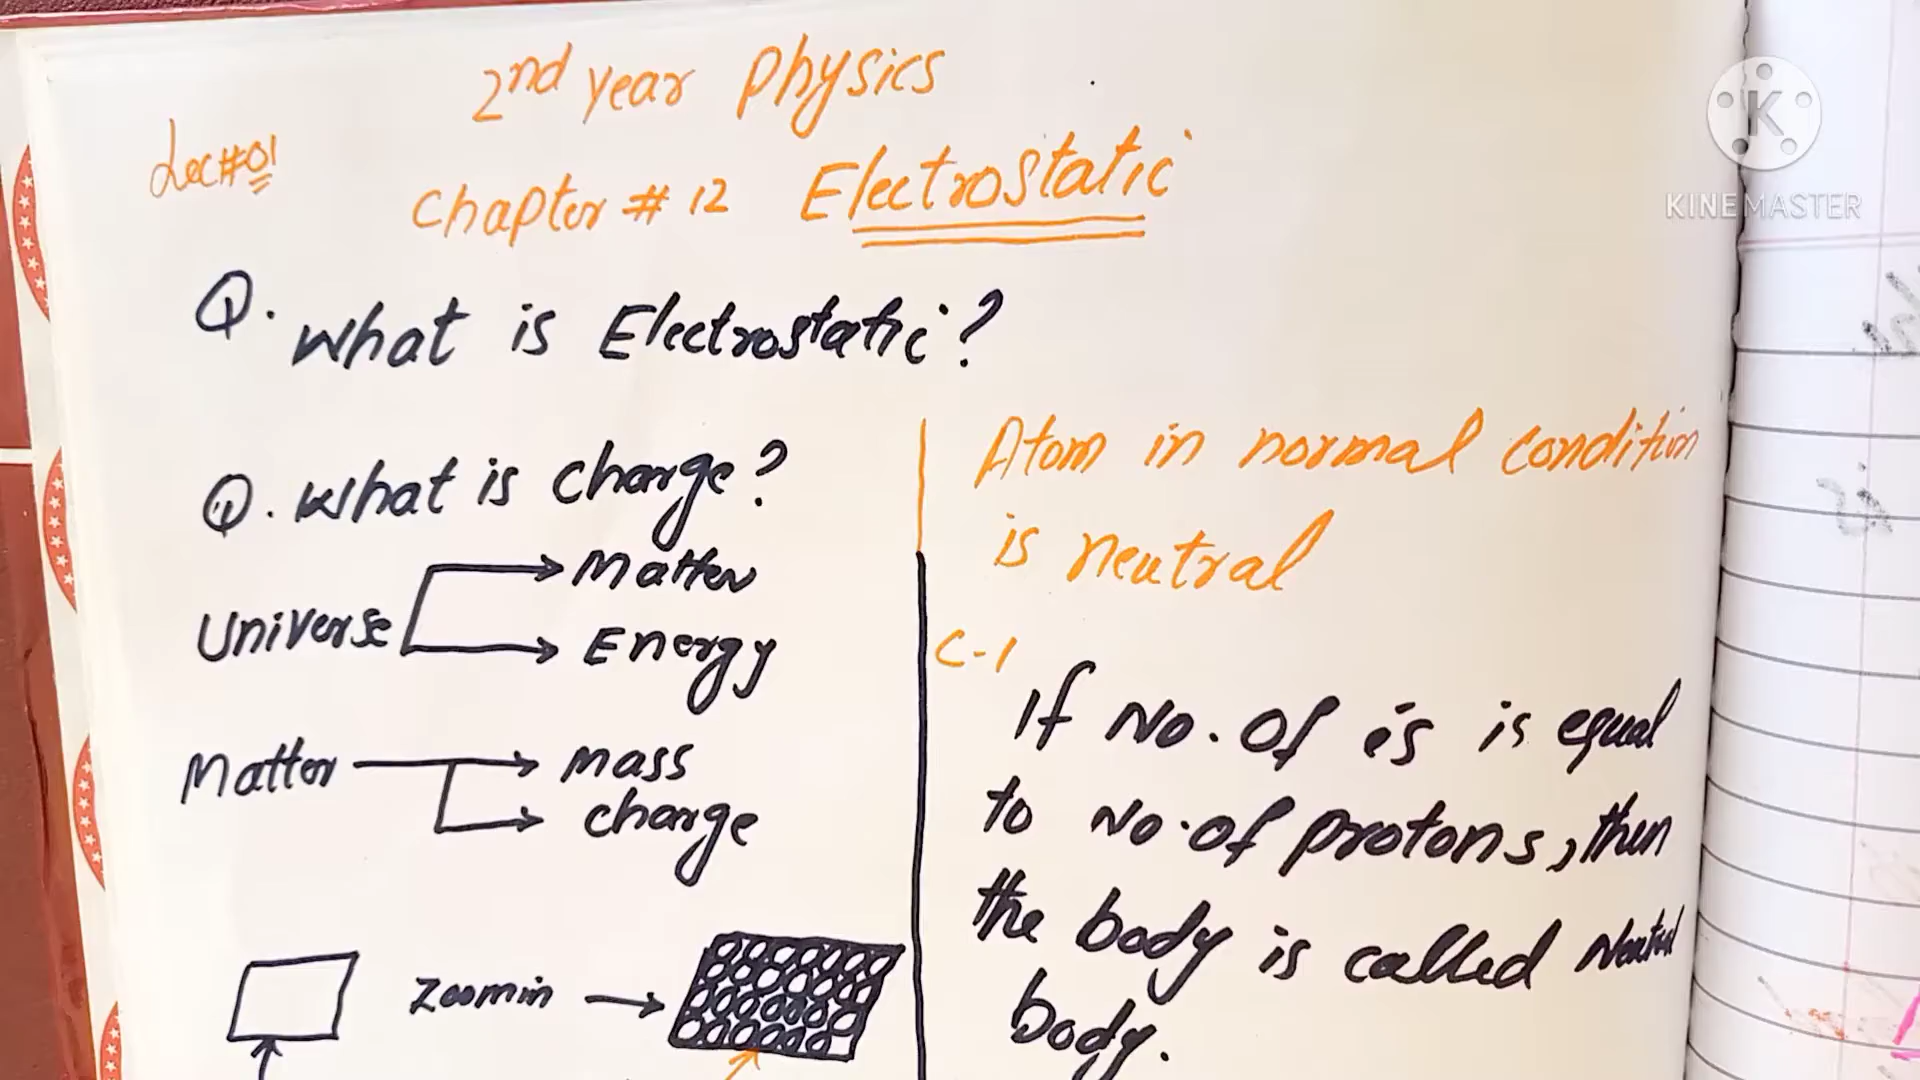 2nd year Physics
Lec#01
Chapter # 12 Electrostatic
KINEMASTER
Q. What is Electrostatic?
Q. What is charge?
Universe → Matter
→ Energy
Matter → mass
→ charge
Zoomin →
Atom in normal condition
is neutral
C-1
If No. Of es is equal
to No. of protons, then
the body is called Neutral
body.